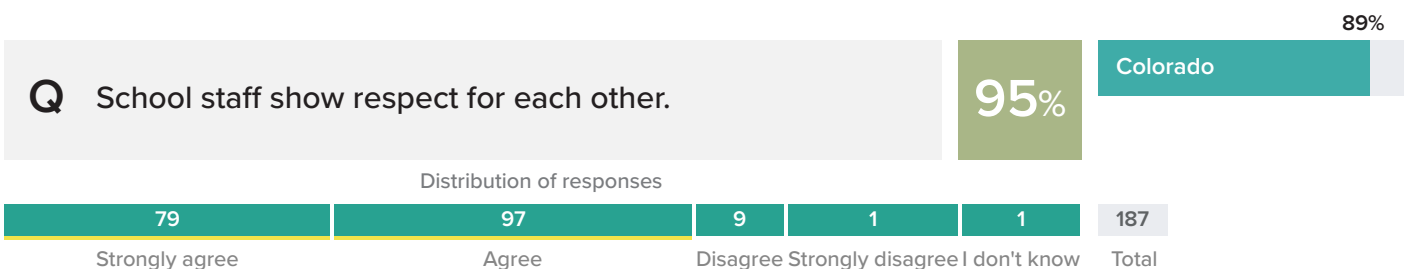 89%
Q School staff show respect for each other.
95%
Colorado
Distribution of responses
79 97 9 1 1 187
Strongly agree Agree Disagree Strongly disagree I don't know Total